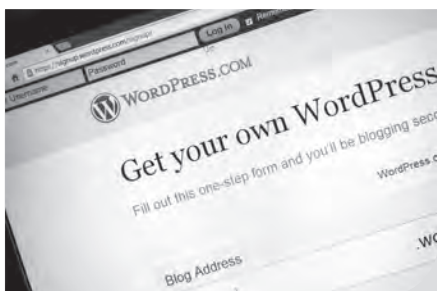 https://signup.wordpress.com/signup/
Username
Password
Log In
WORDPRESS.COM
Get your own WordPress
Fill out this one-step form and you'll be blogging seco
WordPress.c
Blog Address
.wo